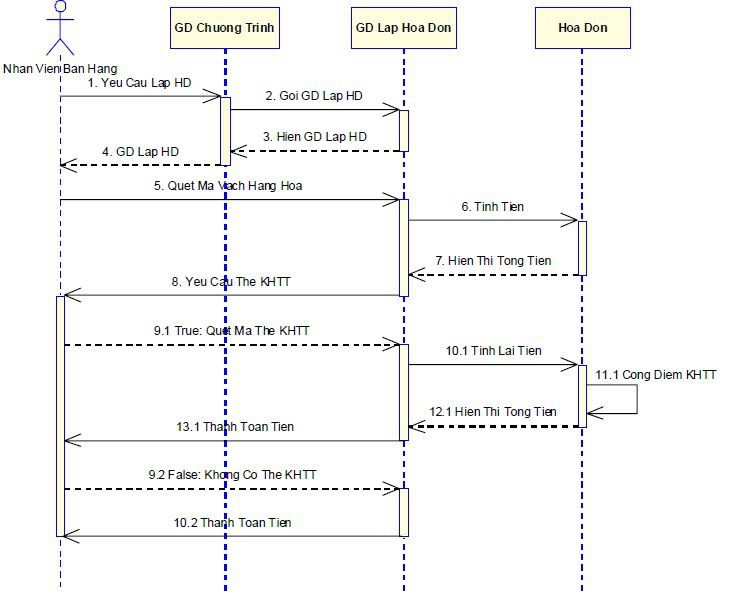 GD Chuong Trinh
GD Lap Hoa Don
Hoa Don
Nhan Vien Ban Hang
1. Yeu Cau Lap HD
2. Goi GD Lap HD
3. Hien GD Lap HD
4. GD Lap HD
5. Quet Ma Vach Hang Hoa
6. Tinh Tien
7. Hien Thi Tong Tien
8. Yeu Cau The KHTT
9.1 True: Quet Ma The KHTT
10.1 Tinh Lai Tien
11.1 Cong Diem KHTT
12.1 Hien Thi Tong Tien
13.1 Thanh Toan Tien
9.2 False: Khong Co The KHTT
10.2 Thanh Toan Tien